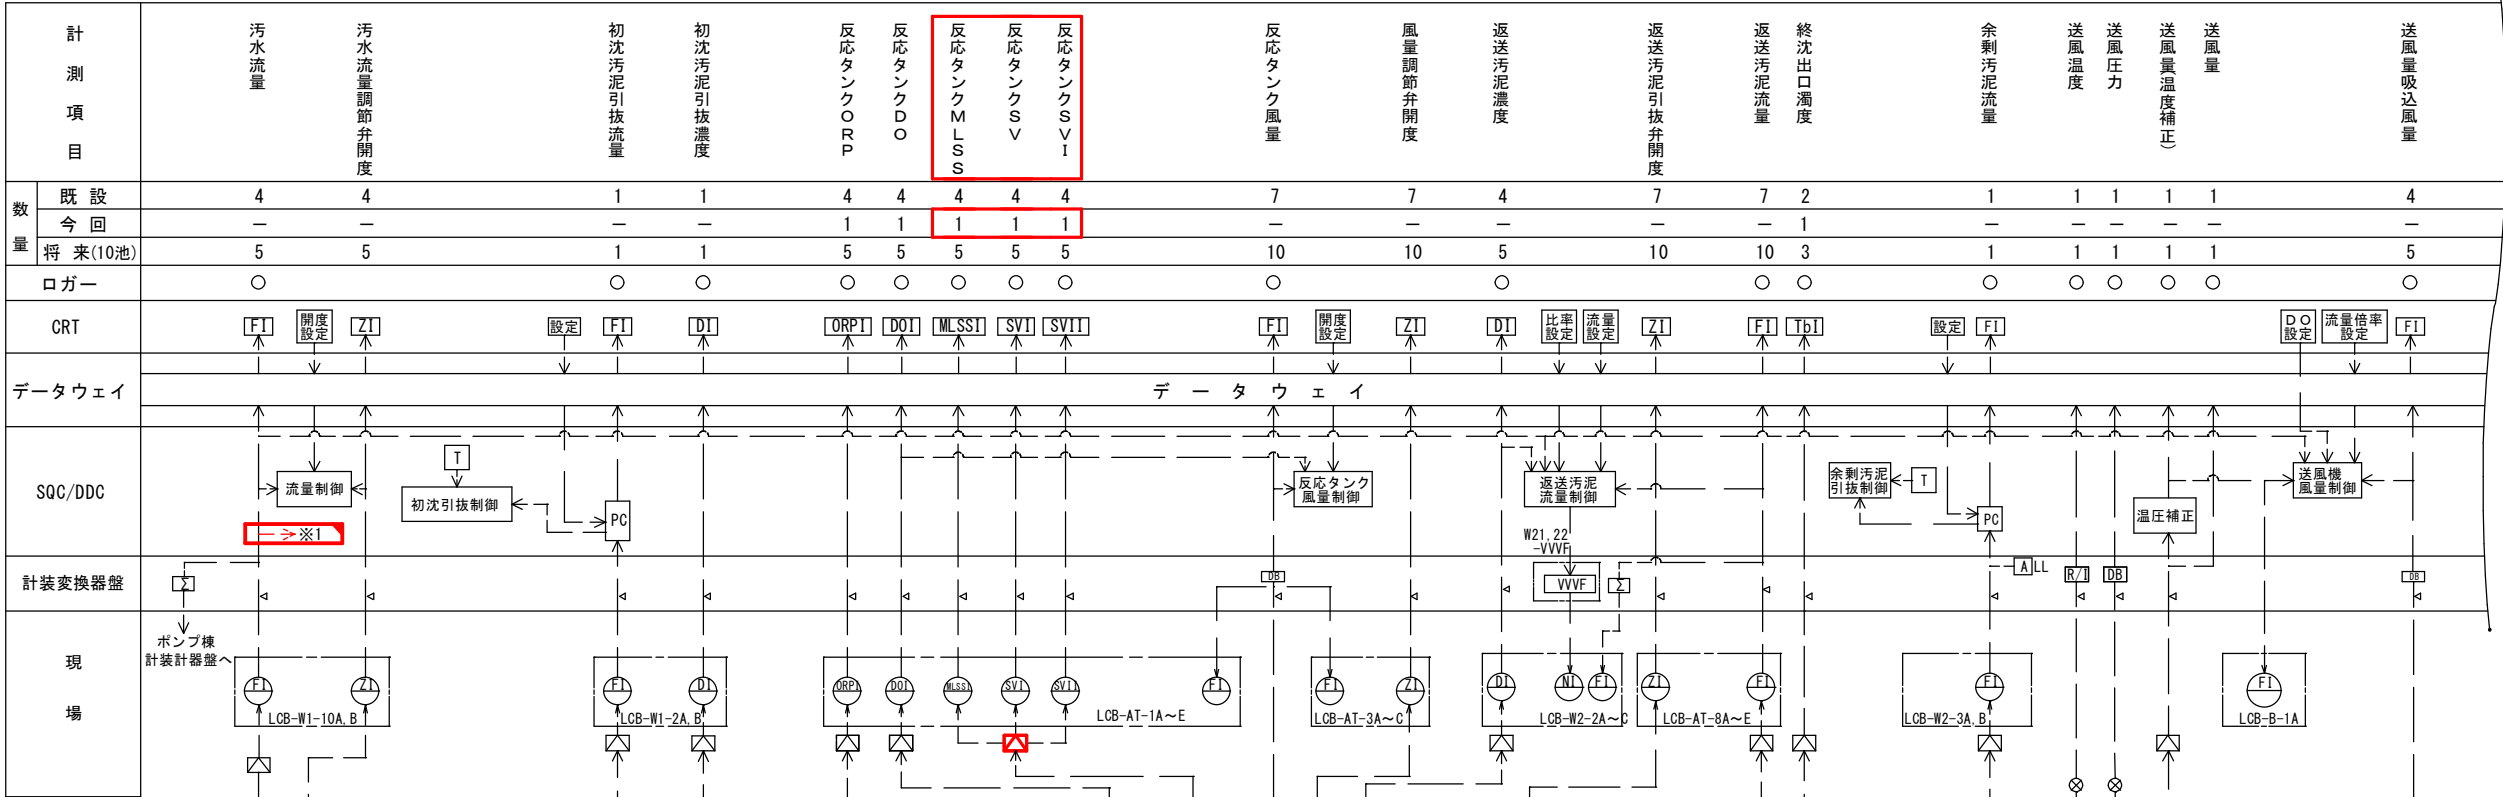 計測項目
汚水流量
汚水流量調節弁開度
初沈汚泥引抜流量
初沈汚泥引抜濃度
反応タンクORP
反応タンクDO
反応タンクMLSS
反応タンクSV
反応タンクSVI
反応タンク風量
風量調節弁開度
返送汚泥濃度
返送汚泥引抜弁開度
返送汚泥流量
終沈出口濁度
余剰汚泥流量
送風温度
送風圧力
送風量(温度補正)
送風量
送風量吸込風量
数量
既設 4 4 1 1 4 4 4 4 4 7 7 4 7 7 2 1 1 1 1 1 4
今回 － － － － 1 1 1 1 1 － － － － － 1 － － － － － －
将来(10池) 5 5 1 1 5 5 5 5 5 10 10 5 10 10 3 1 1 1 1 1 5
ロガー ○ ○ ○ ○ ○ ○ ○ ○ ○ ○ ○ ○ ○ ○ ○ ○ ○ ○
CRT FI 開度設定 ZI 設定 FI DI ORPI DOI MLSSI SVI SVII FI 開度設定 ZI DI 比率設定 流量設定 ZI FI TbI 設定 FI DO設定 流量倍率設定 FI
データウェイ データウェイ
SQC/DDC
流量制御
※1
T
初沈引抜制御
PC
反応タンク風量制御
返送汚泥流量制御
W21,22
-VVVF
余剰汚泥引抜制御
T
PC
温圧補正
送風機風量制御
計装変換器盤
Σ
DB
VVVF
Σ
A LL
R/I
DB
DB
ポンプ棟
計装計器盤へ
現場
FI ZI FI DI ORPI DOI MLSSI SVI SVII FI FI ZI DI NI FI ZI FI FI FI
LCB-W1-10A,B
LCB-W1-2A,B
LCB-AT-1A～E
LCB-AT-3A～C
LCB-W2-2A～C
LCB-AT-8A～E
LCB-W2-3A,B
LCB-B-1A